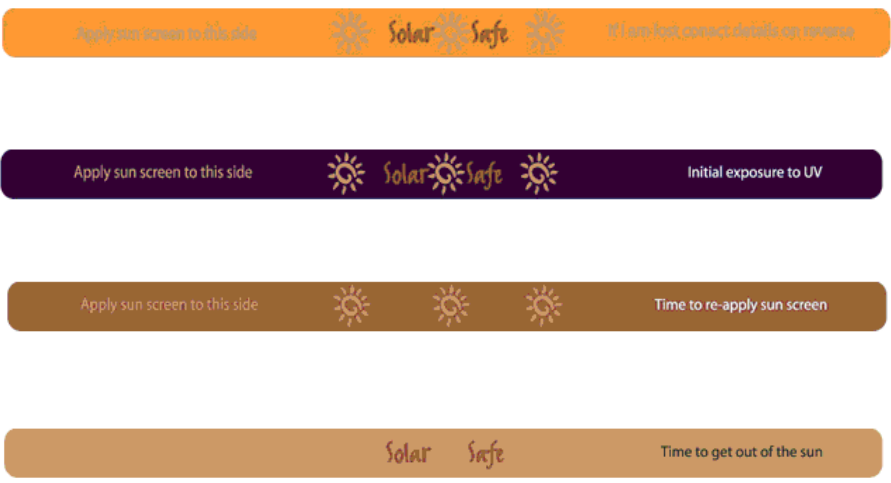 Apply sun screen to this side Solar Safe If I am lost conact details on reverse
Apply sun screen to this side Solar Safe Initial exposure to UV
Apply sun screen to this side Time to re-apply sun screen
Solar Safe Time to get out of the sun